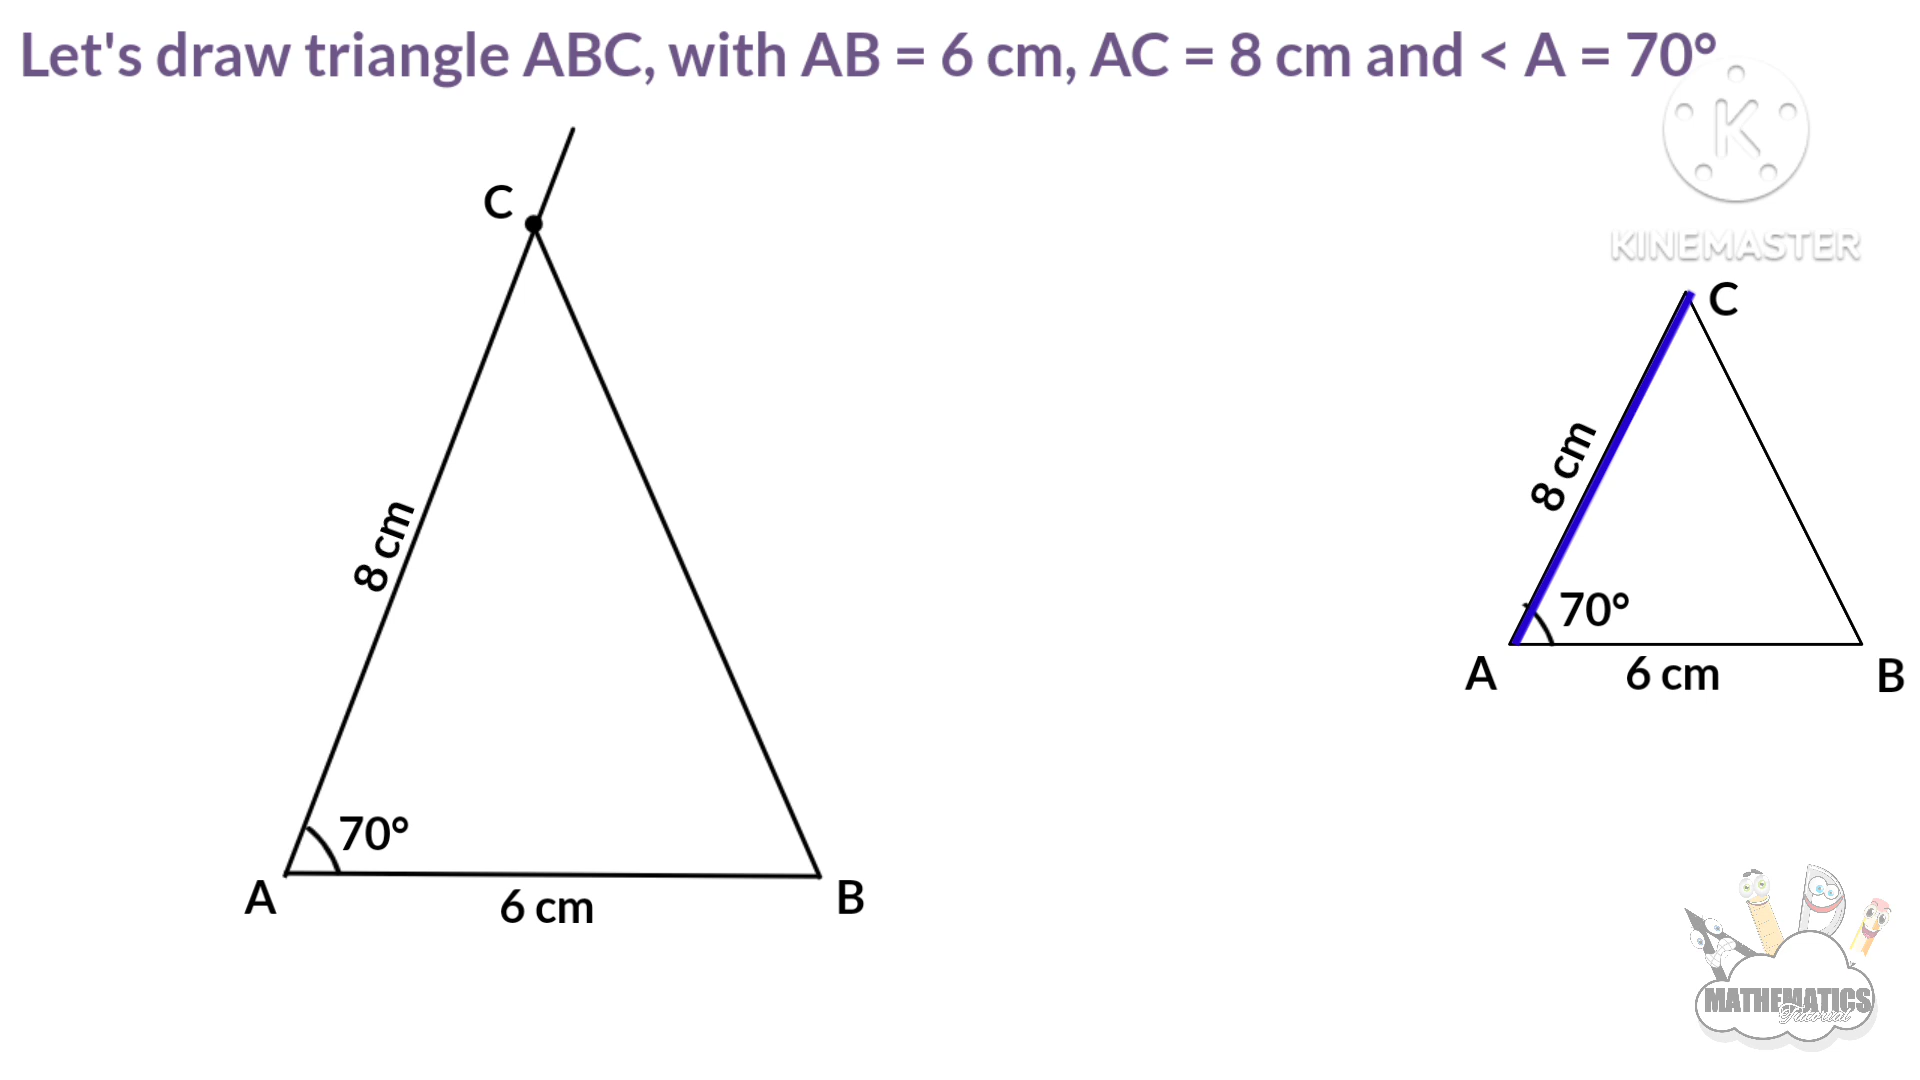 Let's draw triangle ABC, with AB = 6 cm, AC = 8 cm and < A = 70°
K
KINEMASTER
C
8 cm
70°
A
6 cm
B
C
8 cm
70°
A
6 cm
B
MATHEMATICS
Tutorial